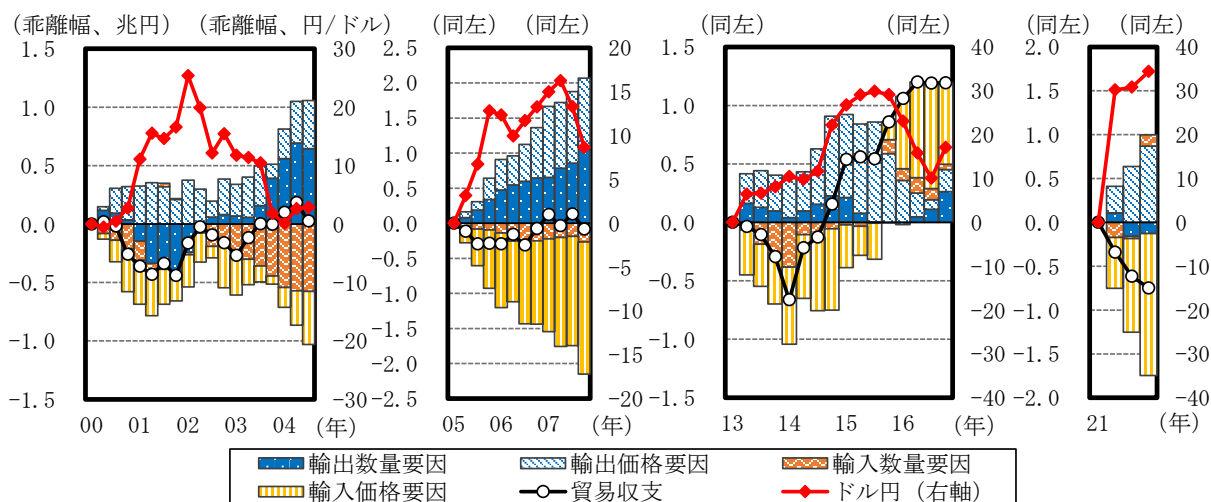 （乖離幅、兆円） （乖離幅、円/ドル） （同左） （同左） （同左） （同左） （同左） （同左）
1.5 30 2.5 20 1.5 40 2.0 40
1.0 20 2.0 15 1.0 30 1.5 30
0.5 10 1.5 10 0.5 20 1.0 20
0.0 0 1.0 5 0.0 10 0.5 10
−0.5 −10 0.5 0 −0.5 0 0.0 0
−1.0 −20 0.0 −5 −1.0 −10 −0.5 −10
−1.5 −30 −0.5 −10 −1.5 −20 −1.0 −20
−1.0 −15 −30 −1.5 −30
−1.5 −20 −40 −2.0 −40
−2.0
−2.5
00 01 02 03 04 （年） 05 06 07 （年） 13 14 15 16 （年） 21 （年）
輸出数量要因 輸出価格要因 輸入数量要因
輸入価格要因 貿易収支 ドル円（右軸）